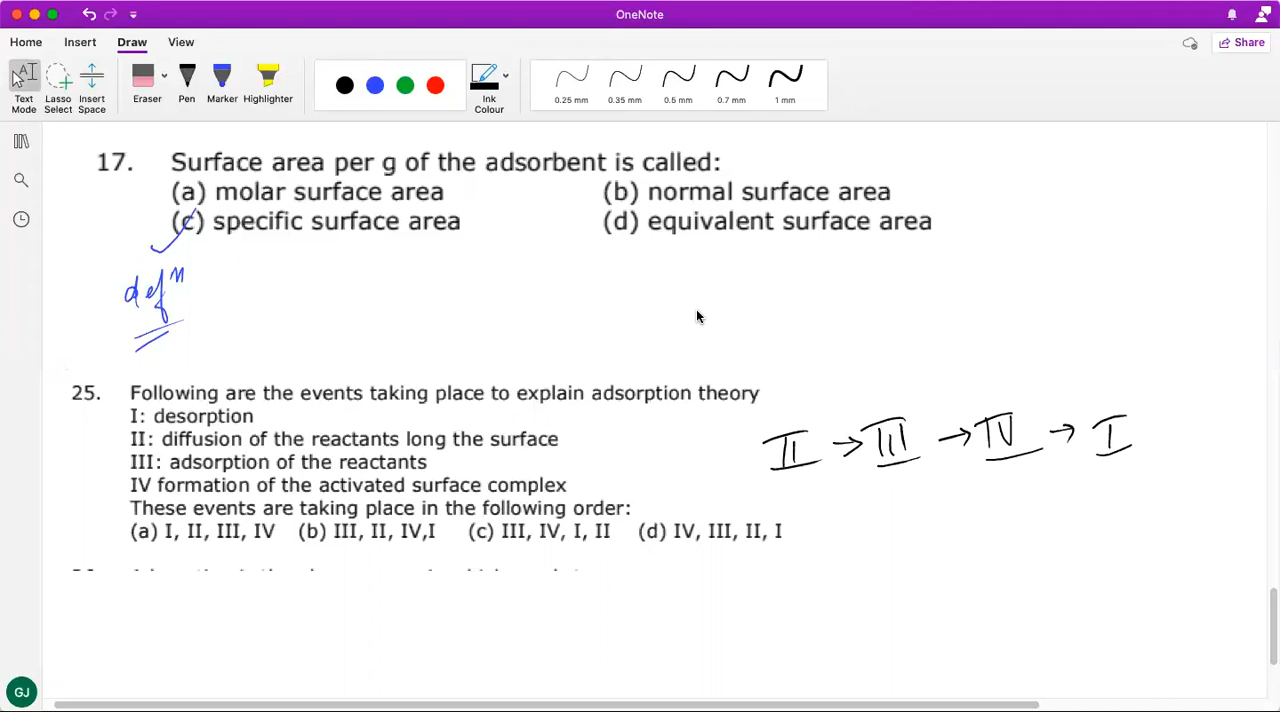 OneNote
Home Insert Draw View
Share
Text Mode
Lasso Select
Insert Space
Eraser
Pen
Marker
Highlighter
Ink Colour
0.25 mm 0.35 mm 0.5 mm 0.7 mm 1 mm
17. Surface area per g of the adsorbent is called:
(a) molar surface area (b) normal surface area
(c) specific surface area (d) equivalent surface area
defⁿ
25. Following are the events taking place to explain adsorption theory
I: desorption
II: diffusion of the reactants long the surface
II → III → IV → I
III: adsorption of the reactants
IV formation of the activated surface complex
These events are taking place in the following order:
(a) I, II, III, IV (b) III, II, IV,I (c) III, IV, I, II (d) IV, III, II, I
GJ